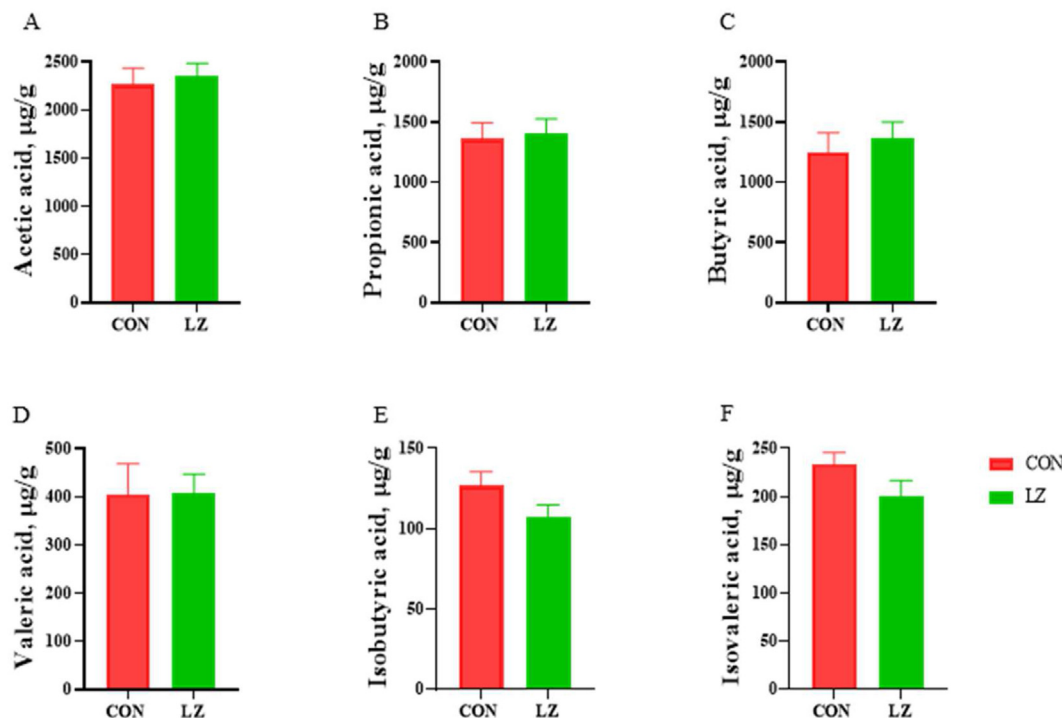 A
Acetic acid, µg/g
2500
2000
1500
1000
500
0
CON LZ
B
Propionic acid, µg/g
2000
1500
1000
500
0
CON LZ
C
Butyric acid, µg/g
2000
1500
1000
500
0
CON LZ
D
Valeric acid, µg/g
500
400
300
200
100
0
CON LZ
E
Isobutyric acid, µg/g
150
100
50
0
CON LZ
F
Isovaleric acid, µg/g
250
200
150
100
50
0
CON LZ
CON
LZ